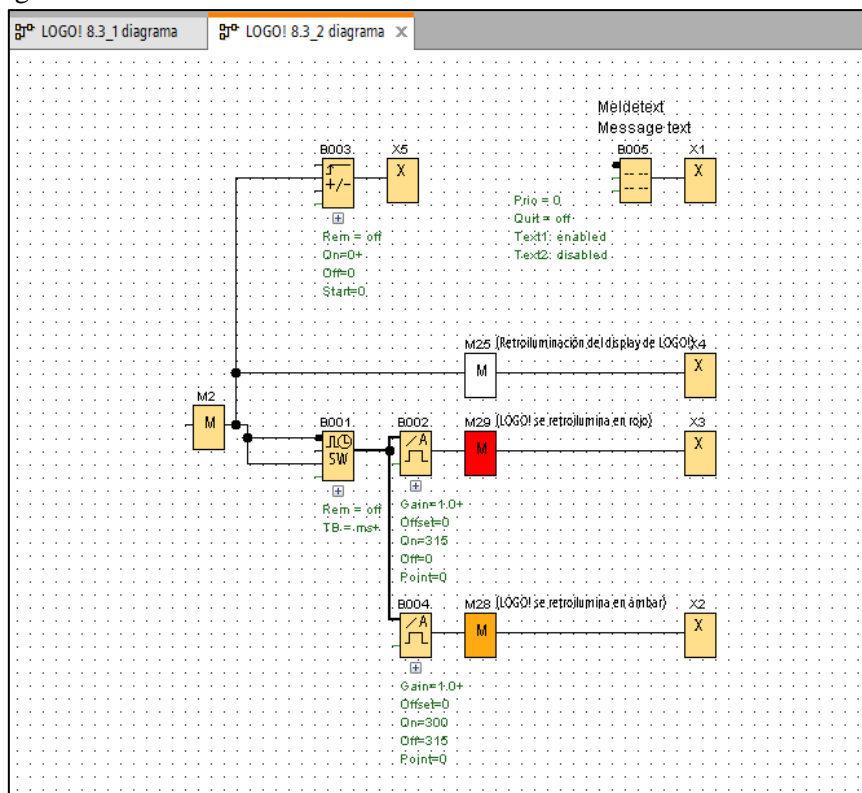 LOGO! 8.3_1 diagrama
LOGO! 8.3_2 diagrama
Meldetext
Message text
B003
X5
B005
X1
X
+/-
X
Rem = off
On=0+
Off=0
Start=0
Prio = 0
Quit = off
Text1: enabled
Text2: disabled
M25 (Retroiluminación del display de LOGO!)
X4
M
X
M2
M
B001
B002
M29 (LOGO! se retroilumina en rojo)
X3
SW
/A
M
X
Rem = off
TB = ms+
Gain=1.0+
Offset=0
On=315
Off=0
Point=0
B004
M28 (LOGO! se retroilumina en ámbar)
X2
/A
M
X
Gain=1.0+
Offset=0
On=300
Off=315
Point=0